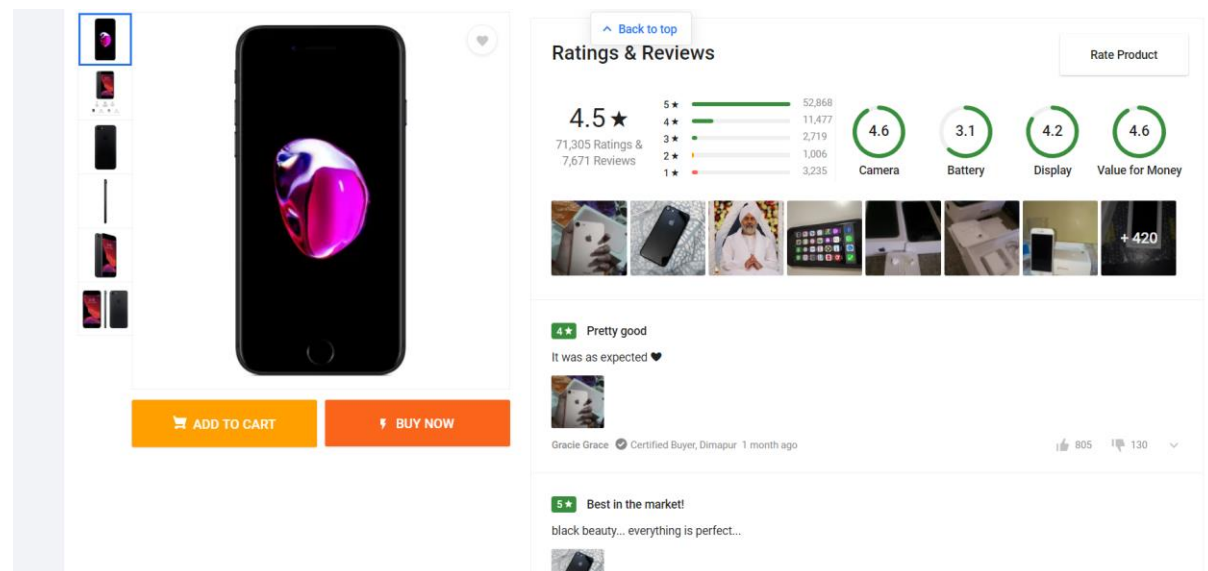 Back to top
Ratings & Reviews
Rate Product
4.5★
71,305 Ratings &
7,671 Reviews
5★ 52,868
4★ 11,477
3★ 2,719
2★ 1,006
1★ 3,235
4.6
Camera
3.1
Battery
4.2
Display
4.6
Value for Money
+ 420
4★ Pretty good
It was as expected ♥
Gracie Grace Certified Buyer, Dimapur 1 month ago
805 130
ADD TO CART
BUY NOW
5★ Best in the market!
black beauty... everything is perfect...